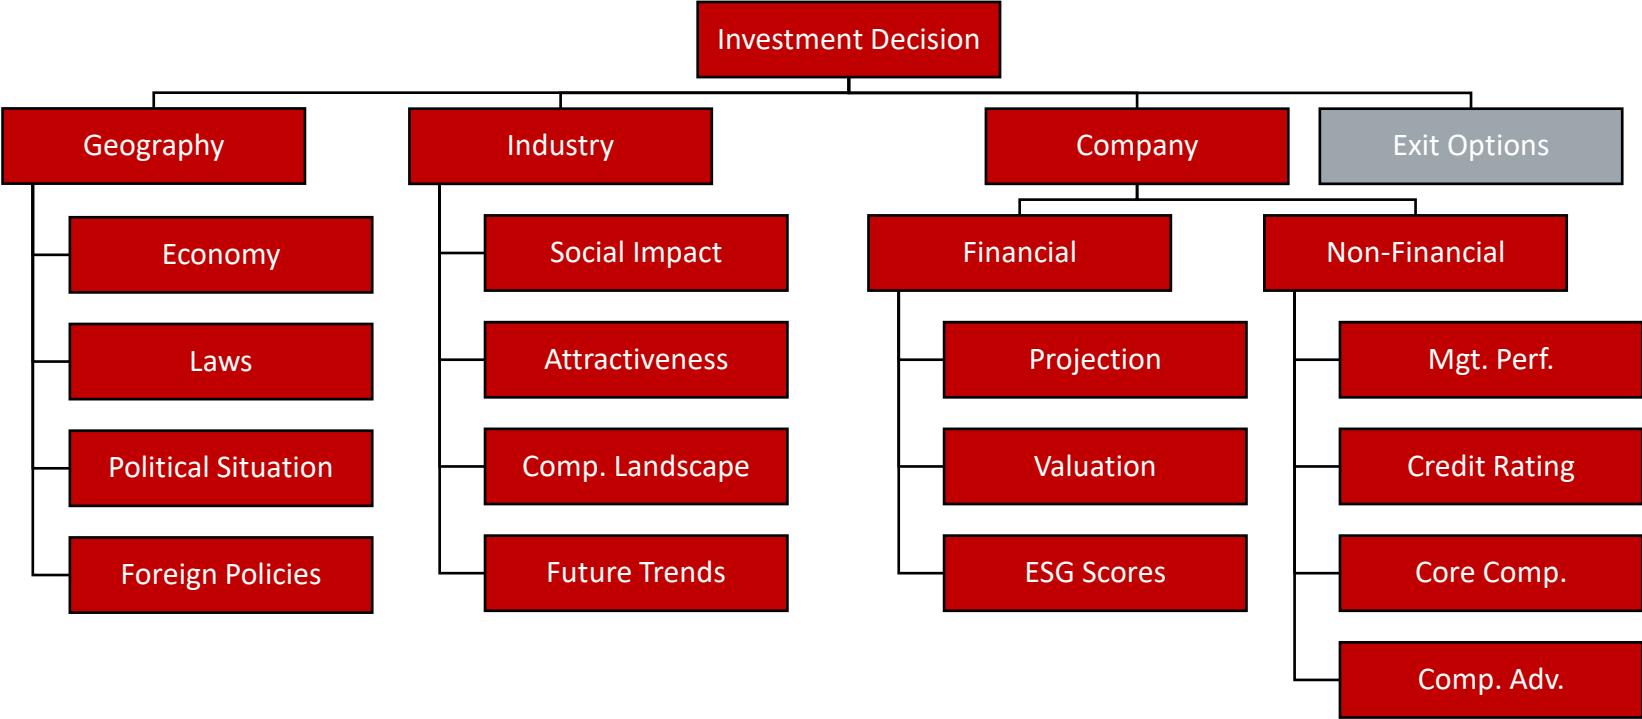 Investment Decision
Geography
Industry
Company
Exit Options
Economy
Laws
Political Situation
Foreign Policies
Social Impact
Attractiveness
Comp. Landscape
Future Trends
Financial
Projection
Valuation
ESG Scores
Non-Financial
Mgt. Perf.
Credit Rating
Core Comp.
Comp. Adv.